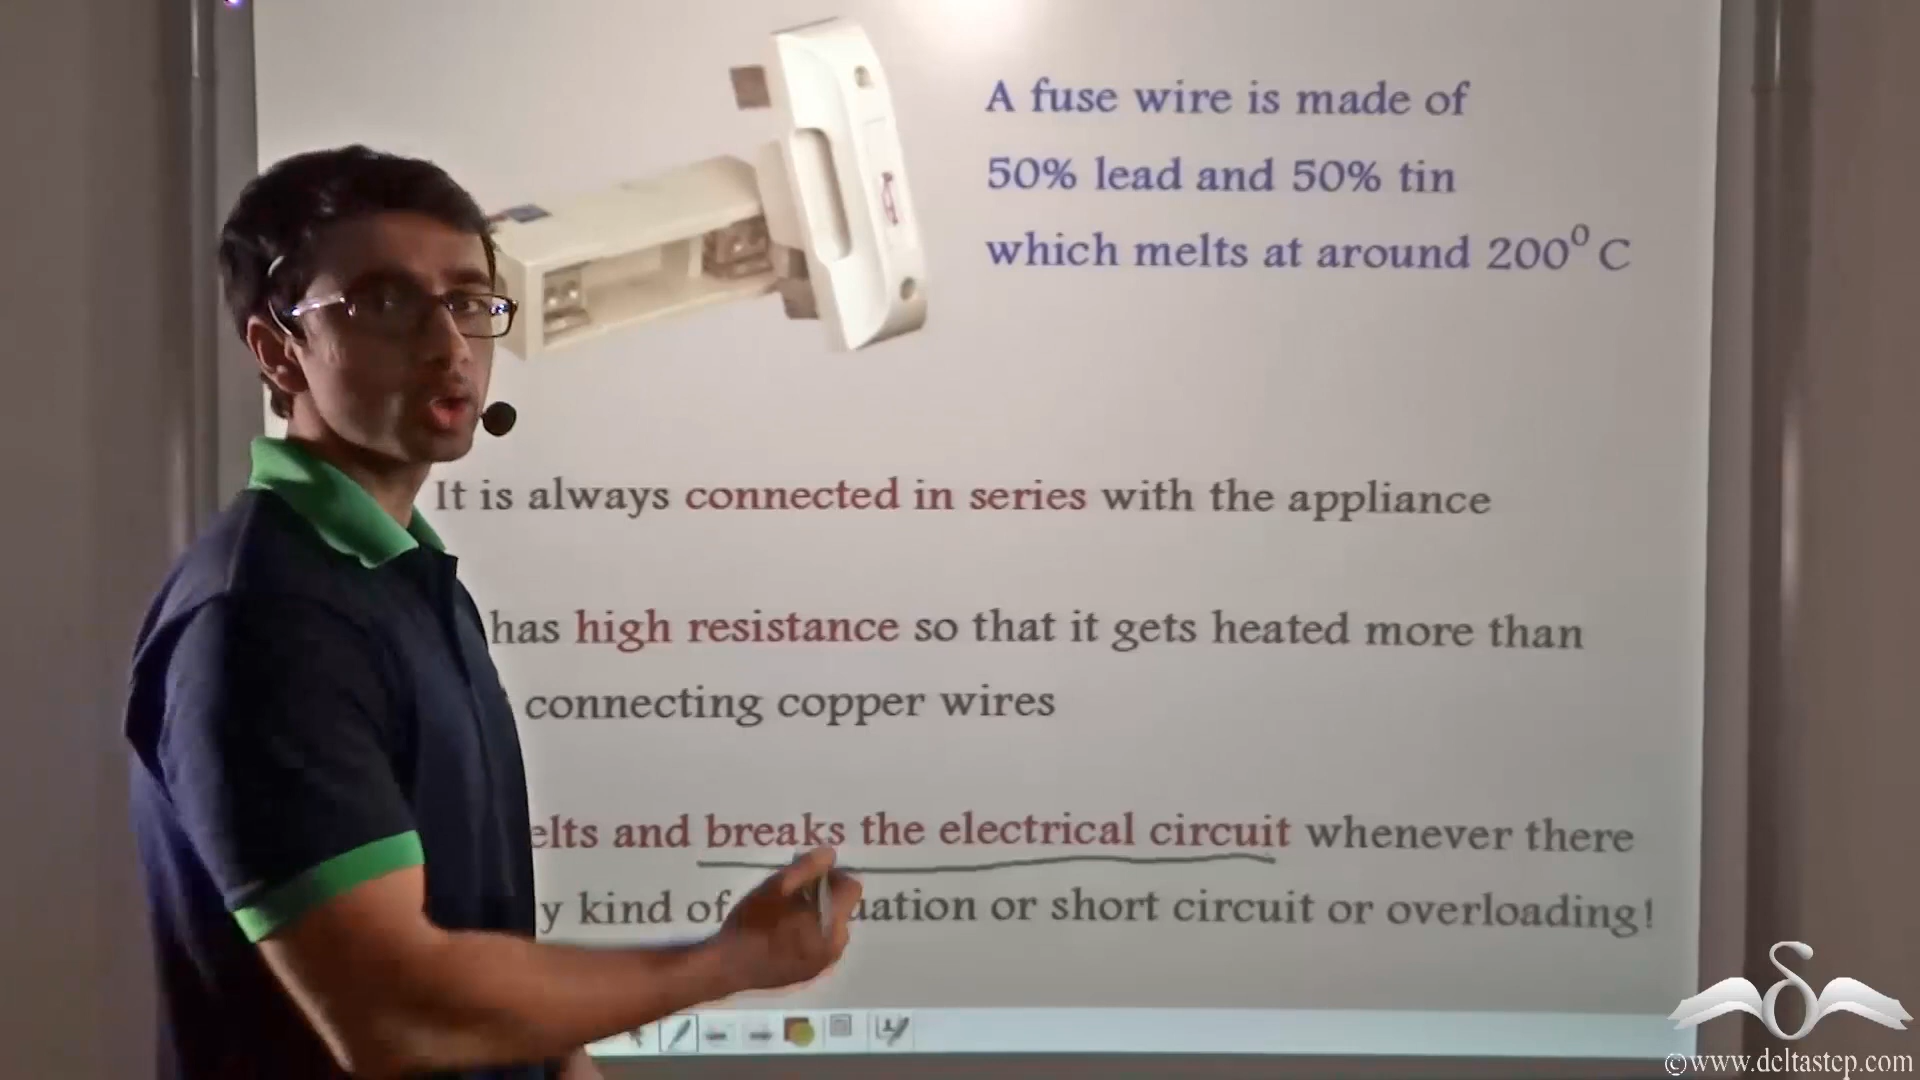 A fuse wire is made of
50% lead and 50% tin
which melts at around 200⁰ C
It is always connected in series with the appliance
has high resistance so that it gets heated more than
connecting copper wires
elts and breaks the electrical circuit whenever there
y kind of uation or short circuit or overloading!
©www.deltastep.com